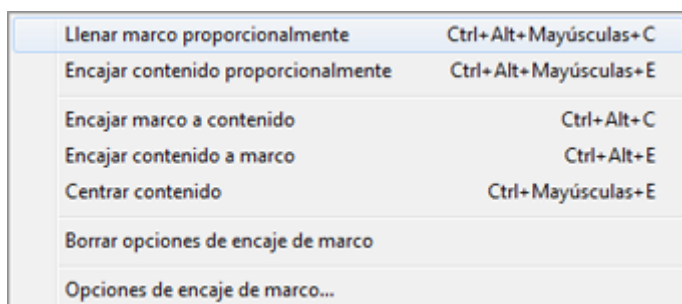 Llenar marco proporcionalmente Ctrl+Alt+Mayúsculas+C
Encajar contenido proporcionalmente Ctrl+Alt+Mayúsculas+E
Encajar marco a contenido Ctrl+Alt+C
Encajar contenido a marco Ctrl+Alt+E
Centrar contenido Ctrl+Mayúsculas+E
Borrar opciones de encaje de marco
Opciones de encaje de marco...